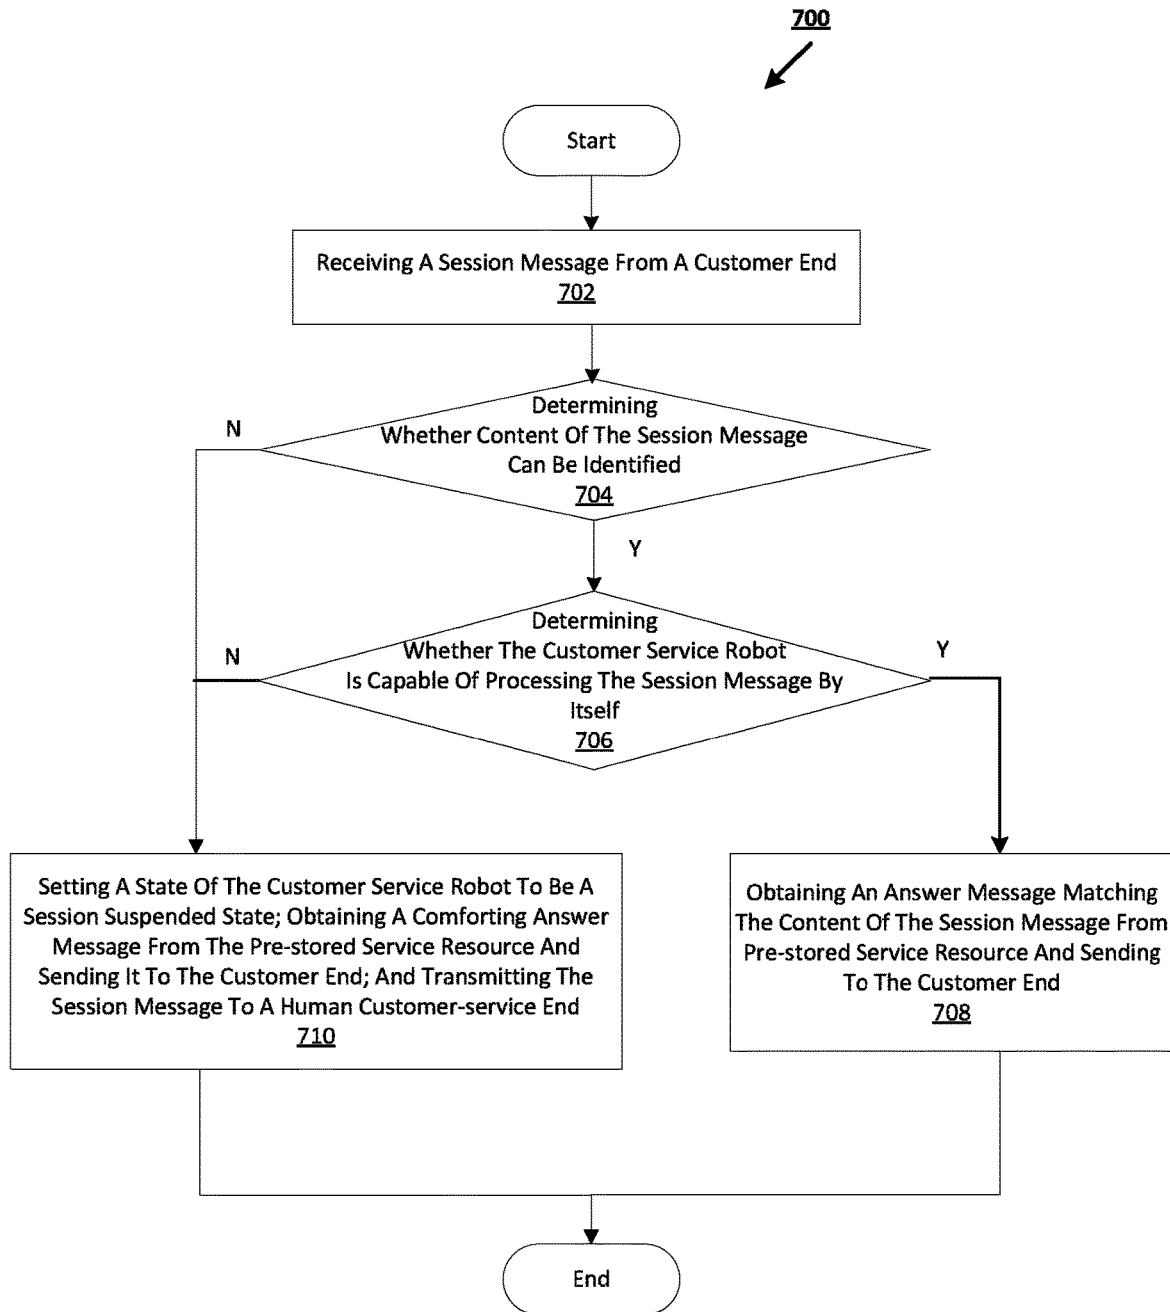 700
Start
Receiving A Session Message From A Customer End
702
Determining
Whether Content Of The Session Message
Can Be Identified
704
N
Y
Determining
Whether The Customer Service Robot
Is Capable Of Processing The Session Message By
Itself
706
N
Y
Setting A State Of The Customer Service Robot To Be A
Session Suspended State; Obtaining A Comforting Answer
Message From The Pre-stored Service Resource And
Sending It To The Customer End; And Transmitting The
Session Message To A Human Customer-service End
710
Obtaining An Answer Message Matching
The Content Of The Session Message From
Pre-stored Service Resource And Sending
To The Customer End
708
End